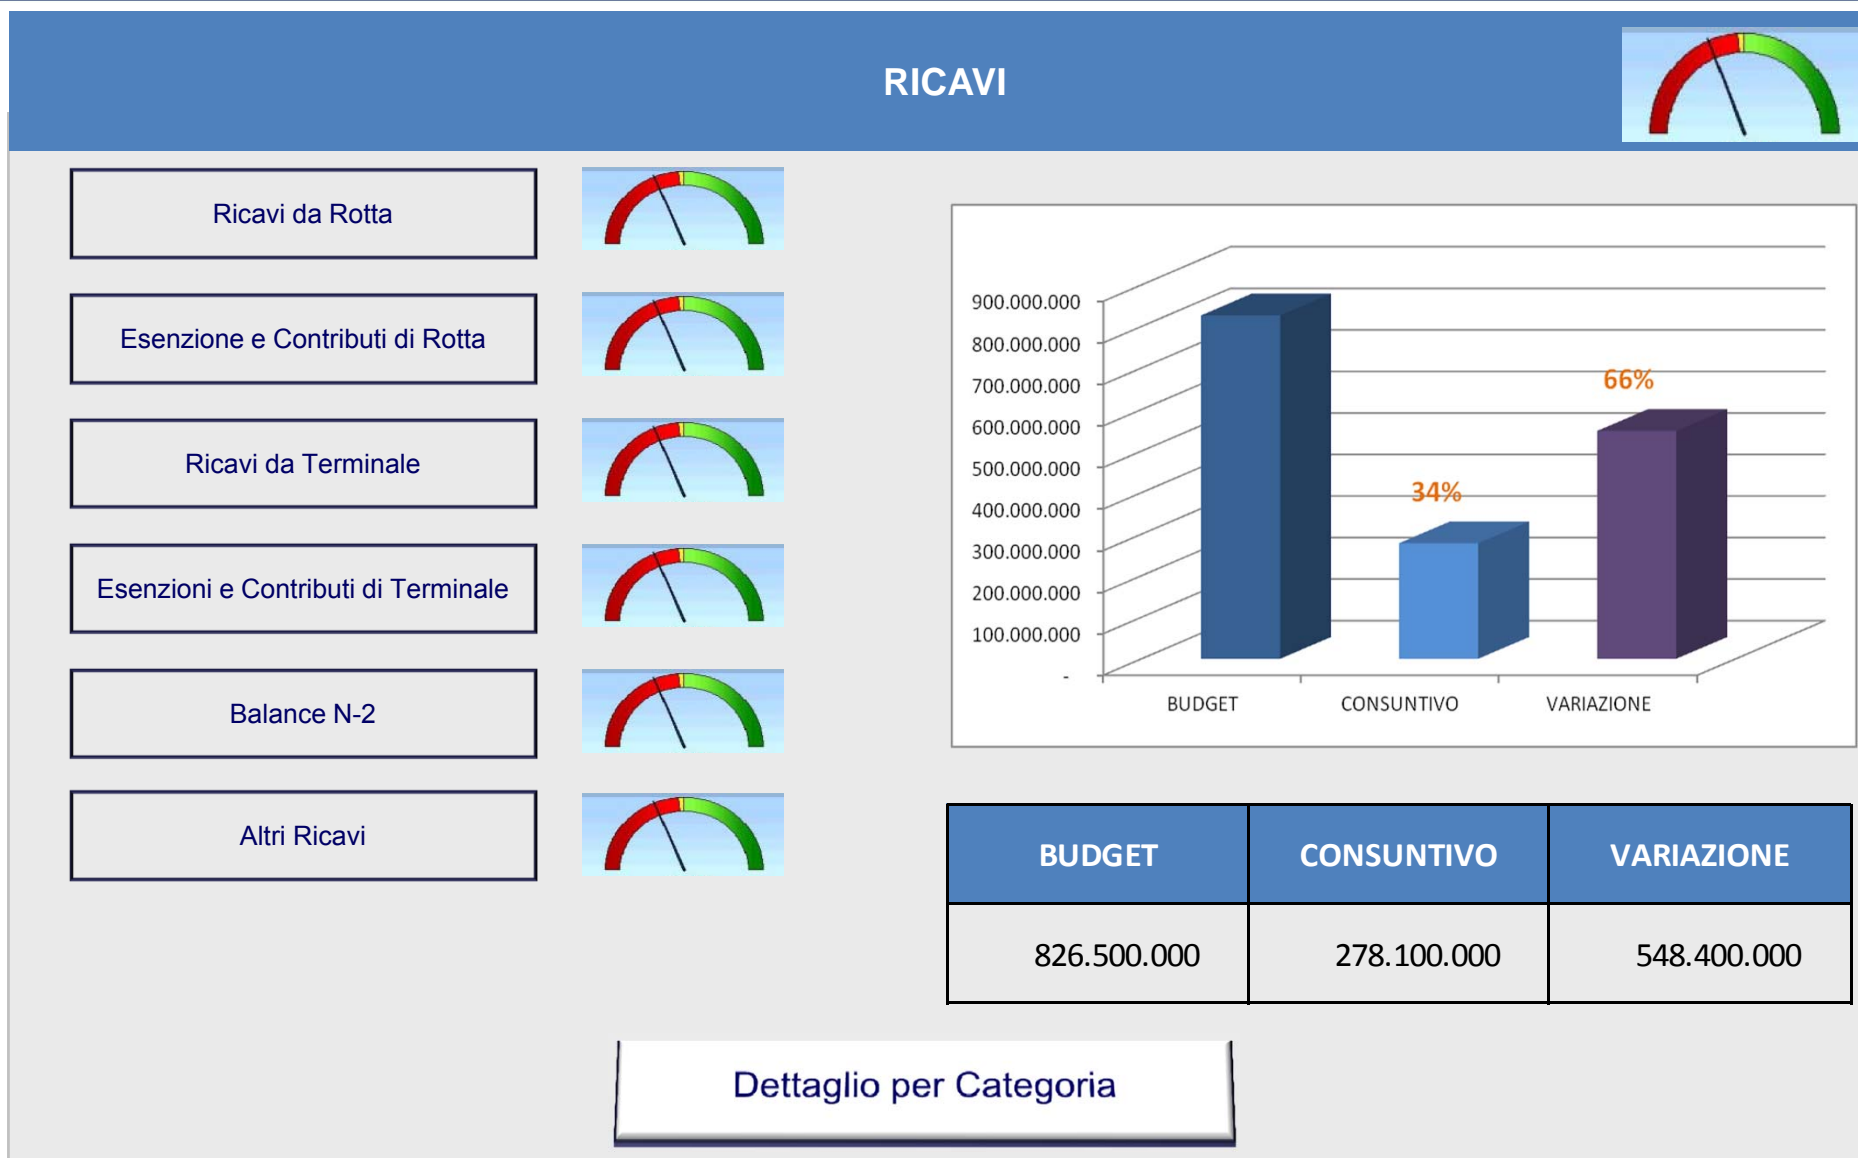 RICAVI
Ricavi da Rotta
Esenzione e Contributi di Rotta
Ricavi da Terminale
Esenzioni e Contributi di Terminale
Balance N-2
Altri Ricavi
900.000.000
800.000.000
700.000.000
600.000.000
500.000.000
400.000.000
300.000.000
200.000.000
100.000.000
-
66%
34%
BUDGET CONSUNTIVO VARIAZIONE
BUDGET CONSUNTIVO VARIAZIONE
826.500.000 278.100.000 548.400.000
Dettaglio per Categoria